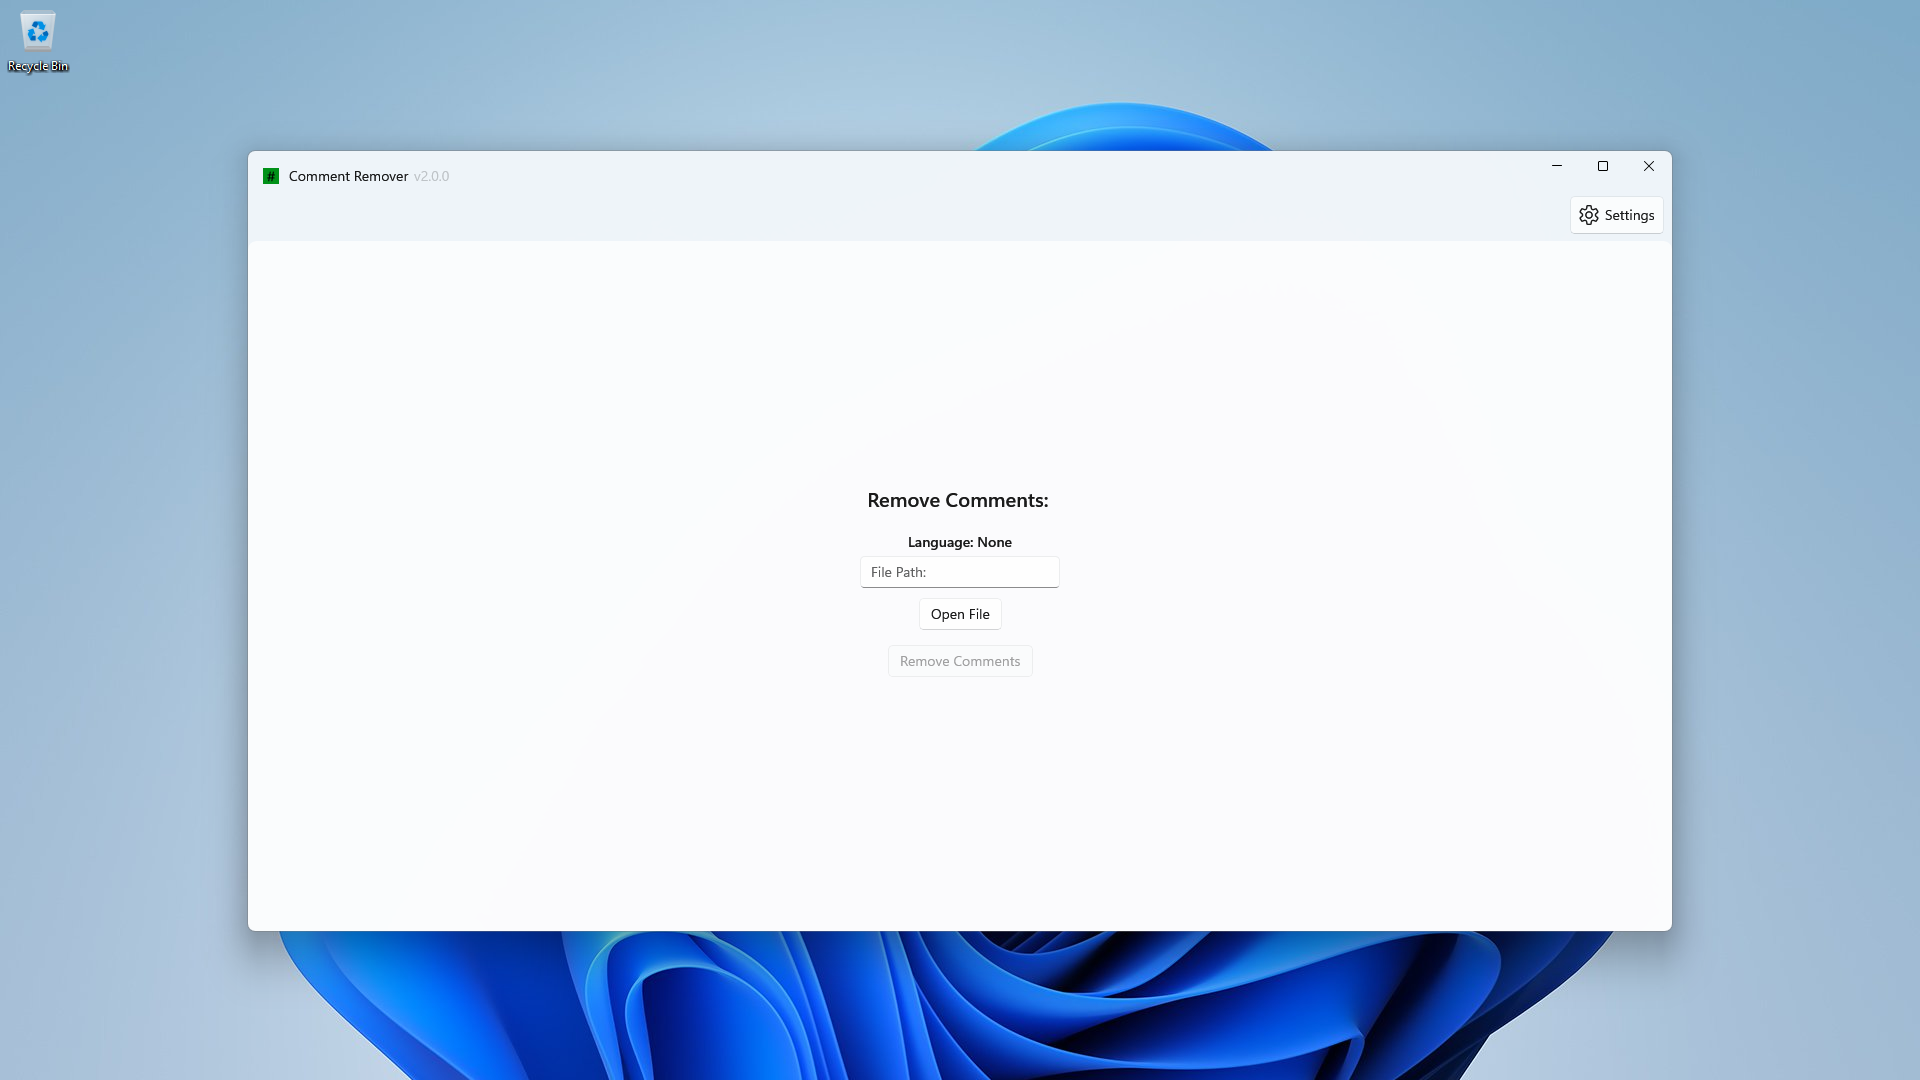 Recycle Bin
# Comment Remover v2.0.0
Settings
Remove Comments:
Language: None
File Path:
Open File
Remove Comments